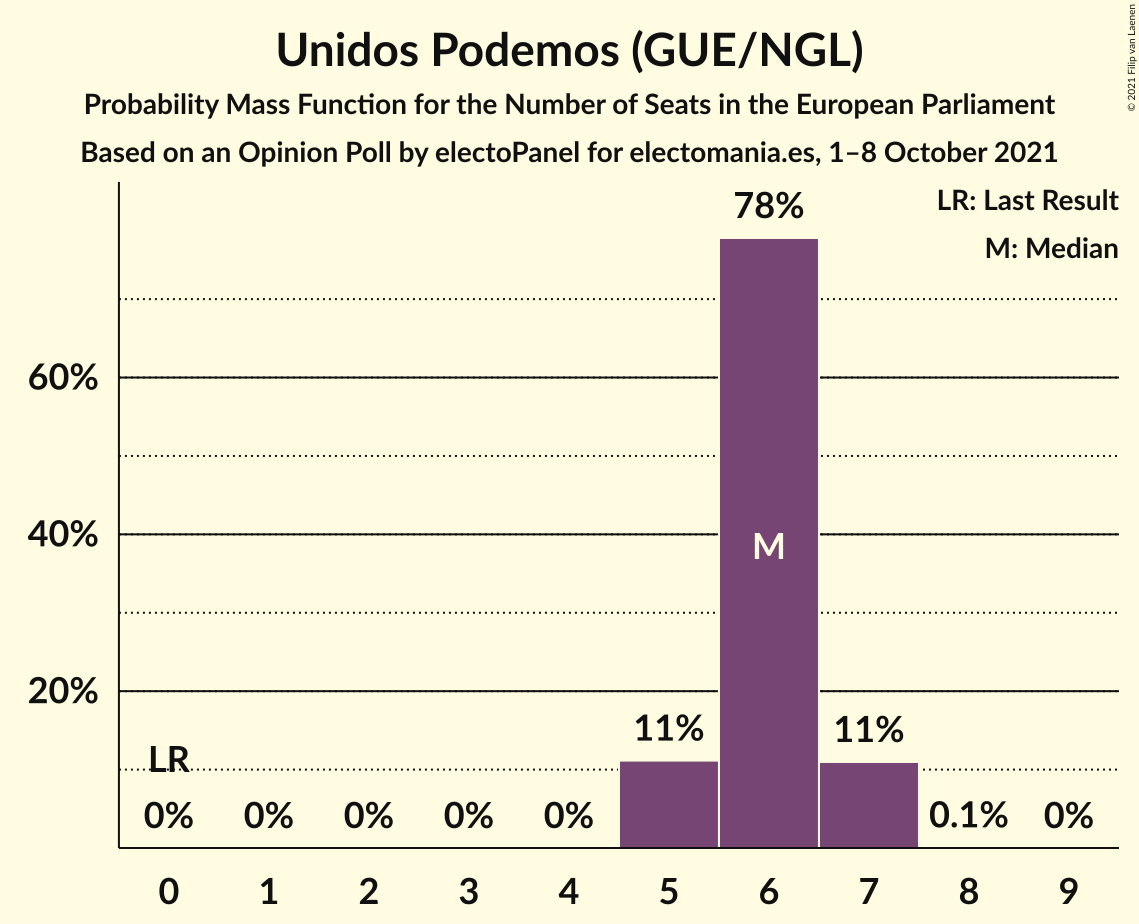 Unidos Podemos (GUE/NGL)
Probability Mass Function for the Number of Seats in the European Parliament
Based on an Opinion Poll by electoPanel for electomania.es, 1–8 October 2021
© 2021 Filip van Laenen
LR: Last Result
M: Median
78%
60%
40%
M
20%
11%
11%
LR
0%
0%
0%
0%
0%
0.1%
0%
0 1 2 3 4 5 6 7 8 9